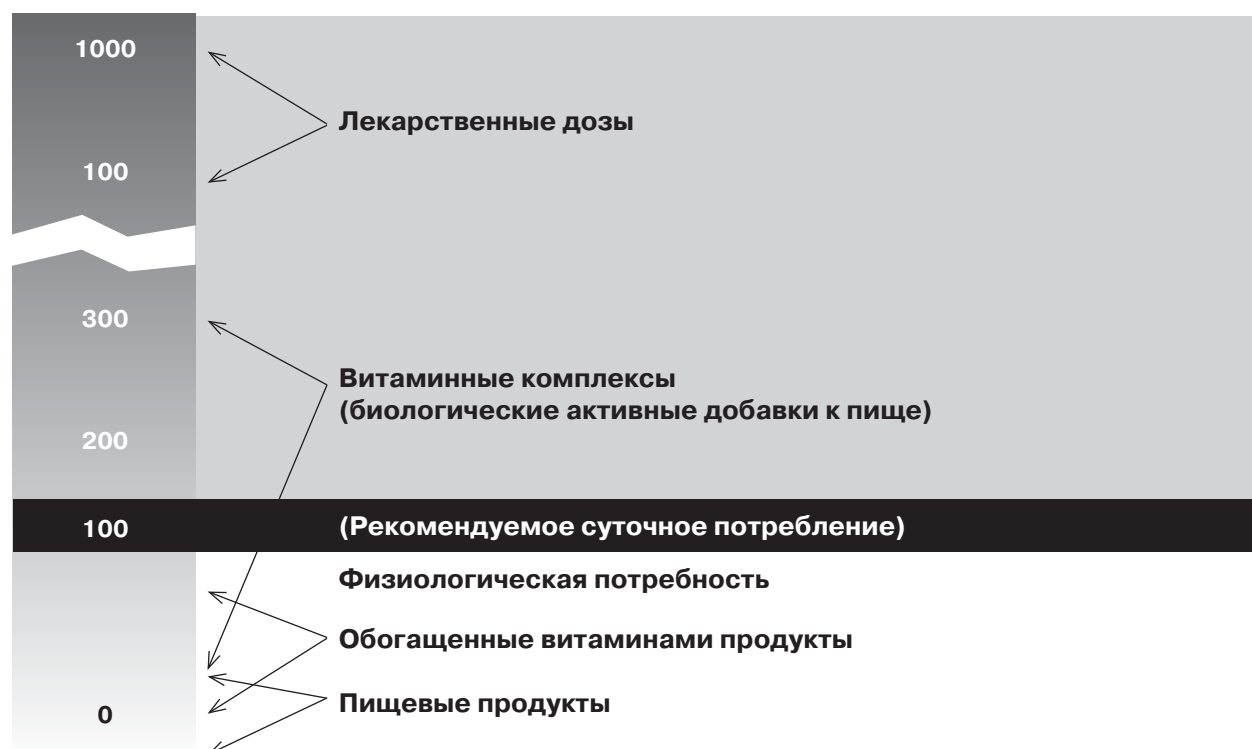 1000
Лекарственные дозы
100
300
Витаминные комплексы
(биологические активные добавки к пище)
200
100 (Рекомендуемое суточное потребление)
Физиологическая потребность
Обогащенные витаминами продукты
Пищевые продукты
0